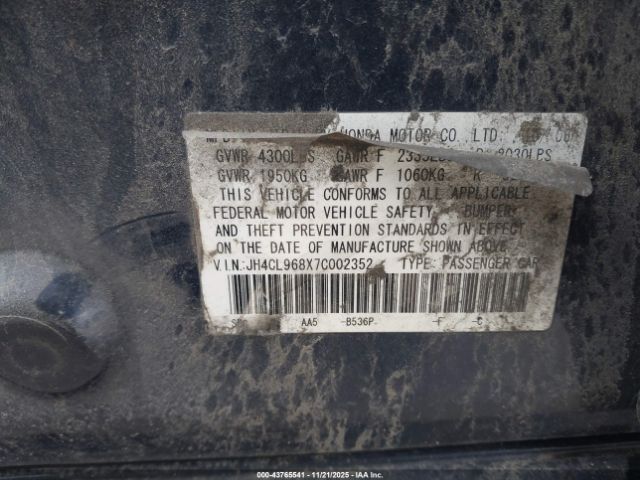 HONDA MOTOR CO. LTD.
GVWR 4300LBS GAWR F
GVWR 1950KG GAWR F 1060KG
THIS VEHICLE CONFORMS TO ALL APPLICABLE
FEDERAL MOTOR VEHICLE SAFETY, BUMPER
AND THEFT PREVENTION STANDARDS IN EFFECT
ON THE DATE OF MANUFACTURE SHOWN ABOVE
V.I.N:JH4CL968X7C002352 TYPE: PASSENGER CAR
AA5 -B536P- -F -C
000-43765541 - 11/21/2025 - IAA INC.